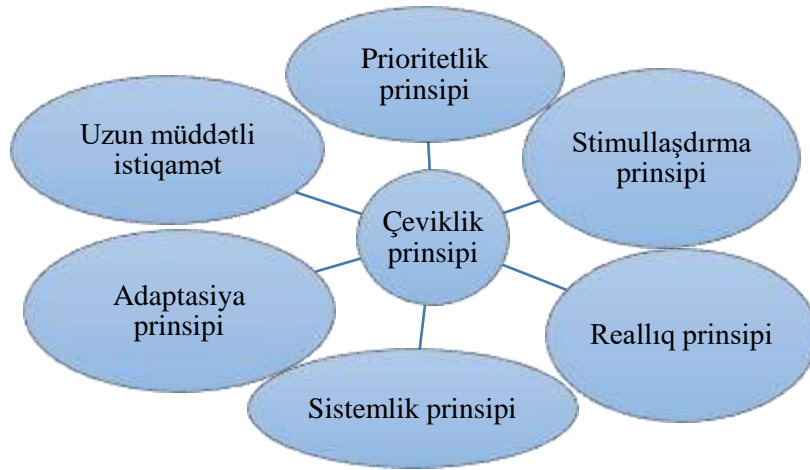 Prioritetlik
prinsipi
Uzun müddətli
istiqamət
Stimullaşdırma
prinsipi
Çeviklik
prinsipi
Adaptasiya
prinsipi
Reallıq prinsipi
Sistemlik prinsipi